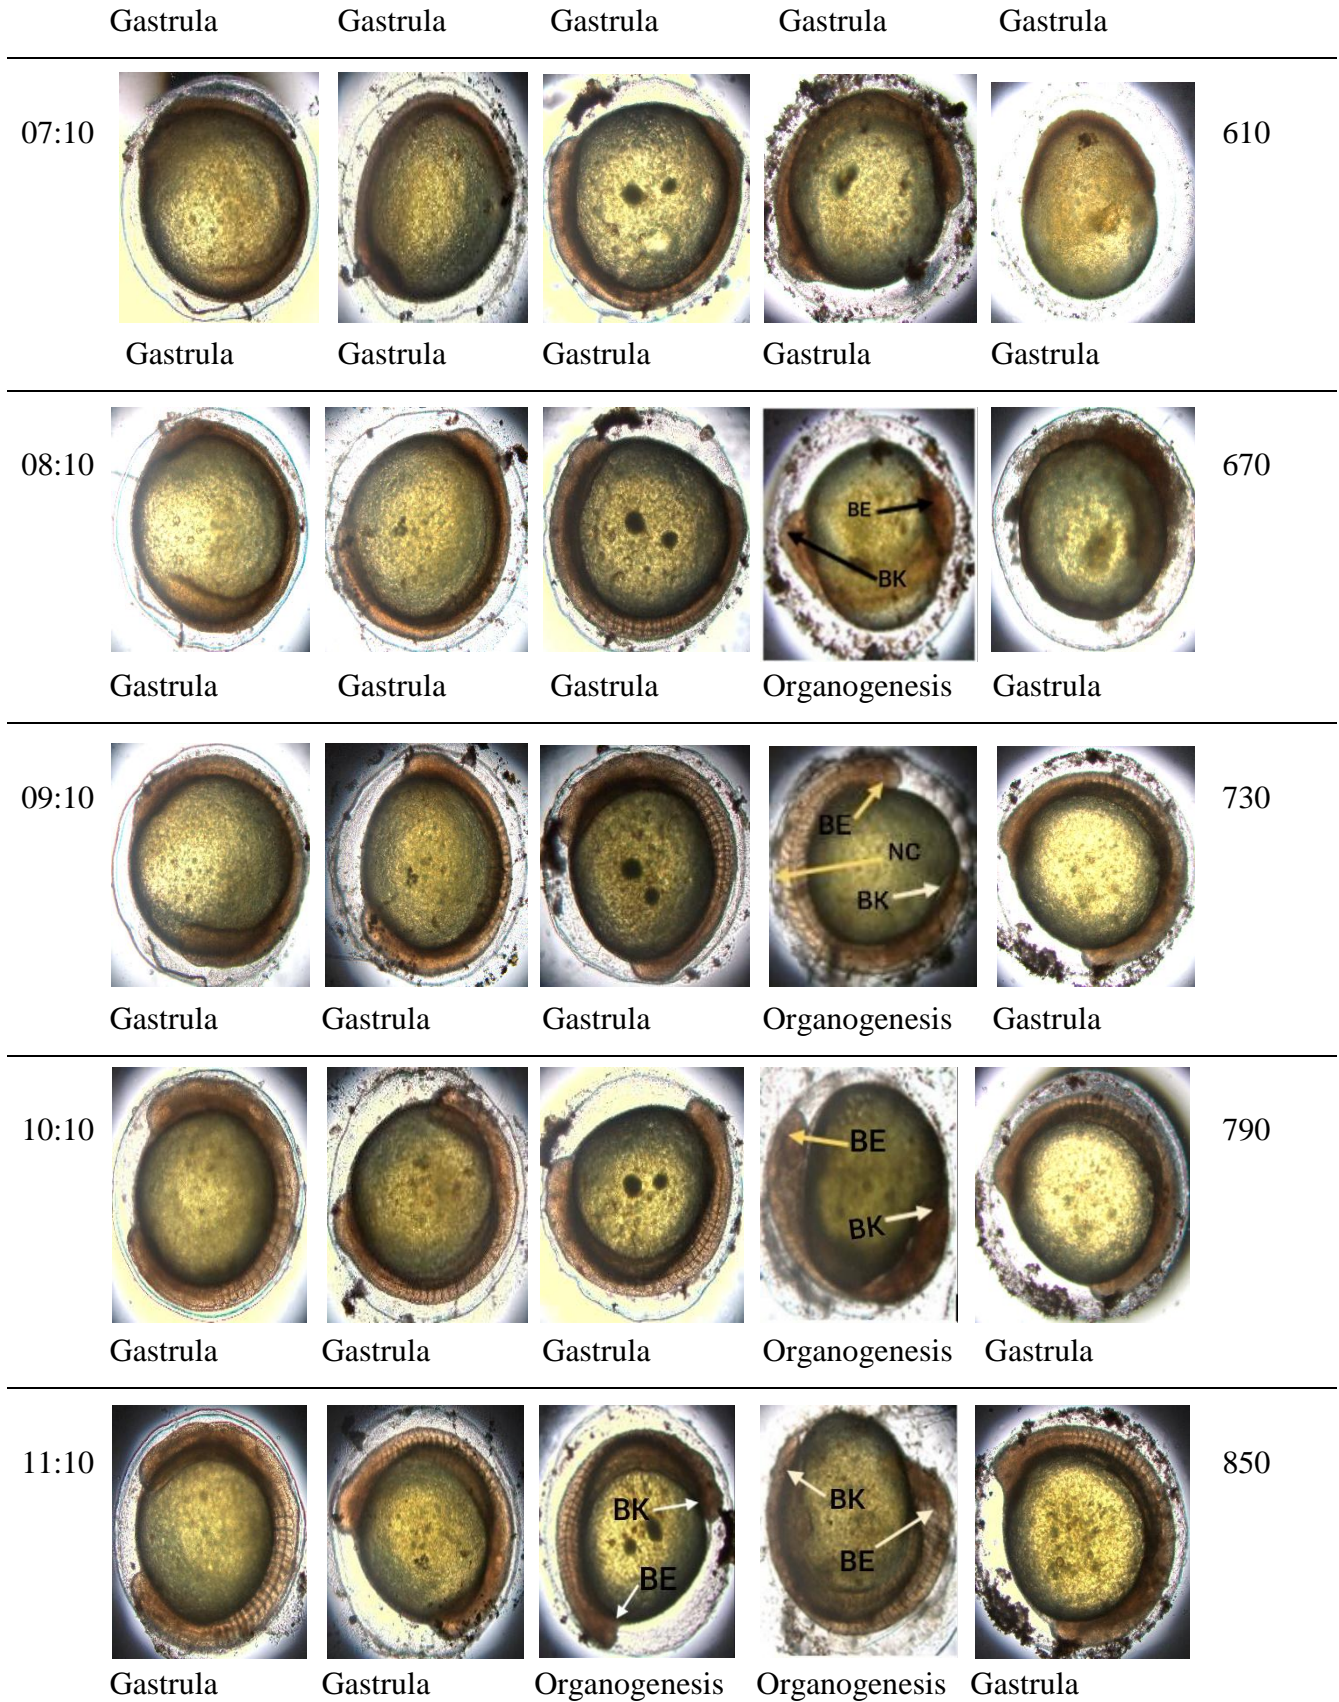 Gastrula Gastrula Gastrula Gastrula Gastrula
07:10 610
Gastrula Gastrula Gastrula Gastrula Gastrula
08:10 670
BE
BK
Gastrula Gastrula Gastrula Organogenesis Gastrula
09:10 730
BE
NC
BK
Gastrula Gastrula Gastrula Organogenesis Gastrula
10:10 790
BE
BK
Gastrula Gastrula Gastrula Organogenesis Gastrula
11:10 850
BK BK
BE BE
Gastrula Gastrula Organogenesis Organogenesis Gastrula